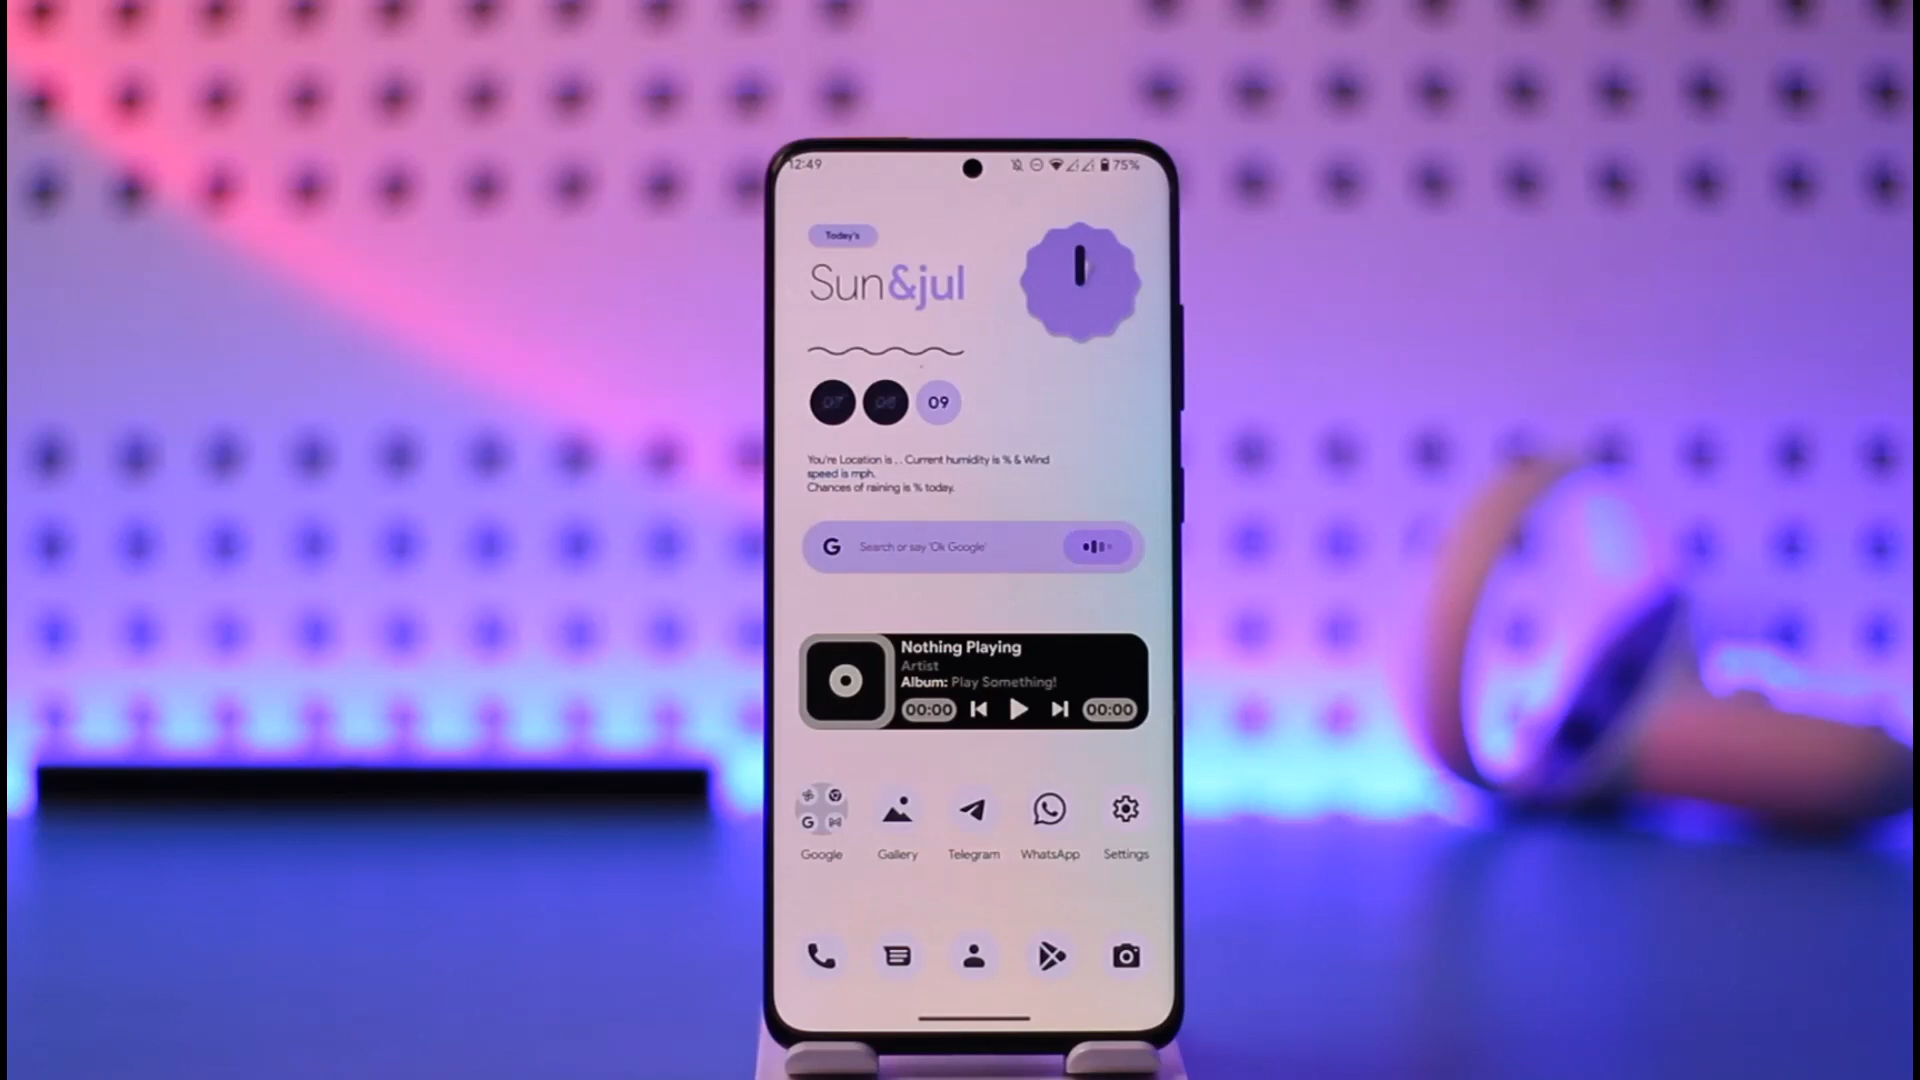 12:49
75%
Today's
Sun&jul
07 08 09
You're Location is , . Current humidity is % & Wind
speed is mph.
Chances of raining is % today.
G Search or say 'Ok Google'
Nothing Playing
Artist
Album: Play Something!
00:00 00:00
G
Google Gallery Telegram WhatsApp Settings